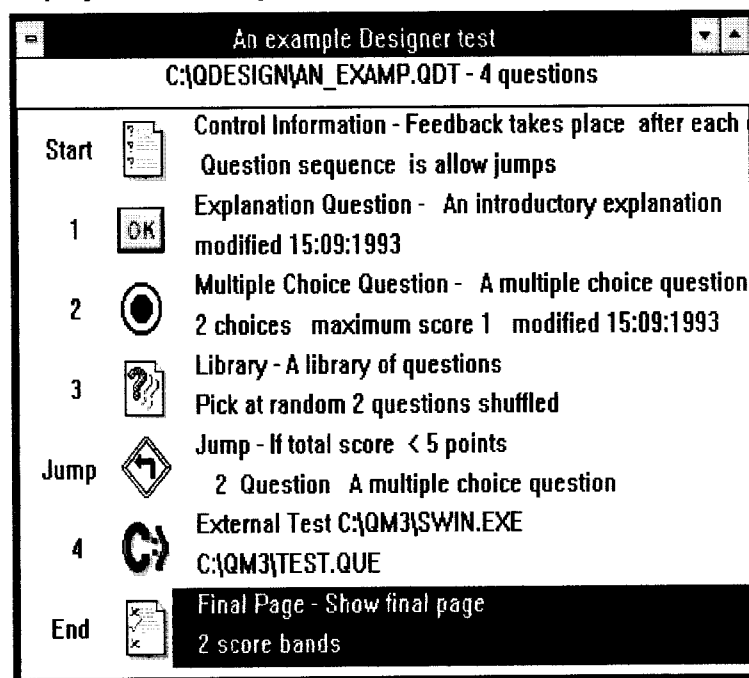 An example Designer test
C:\QDESIGN\AN_EXAMP.QDT - 4 questions
Start
Control Information - Feedback takes place after each
Question sequence is allow jumps
1
OK
Explanation Question - An introductory explanation
modified 15:09:1993
2
Multiple Choice Question - A multiple choice question
2 choices maximum score 1 modified 15:09:1993
3
Library - A library of questions
Pick at random 2 questions shuffled
Jump
Jump - If total score < 5 points
2 Question A multiple choice question
4
C:\
External Test C:\QM3\SWIN.EXE
C:\QM3\TEST.QUE
End
Final Page - Show final page
2 score bands